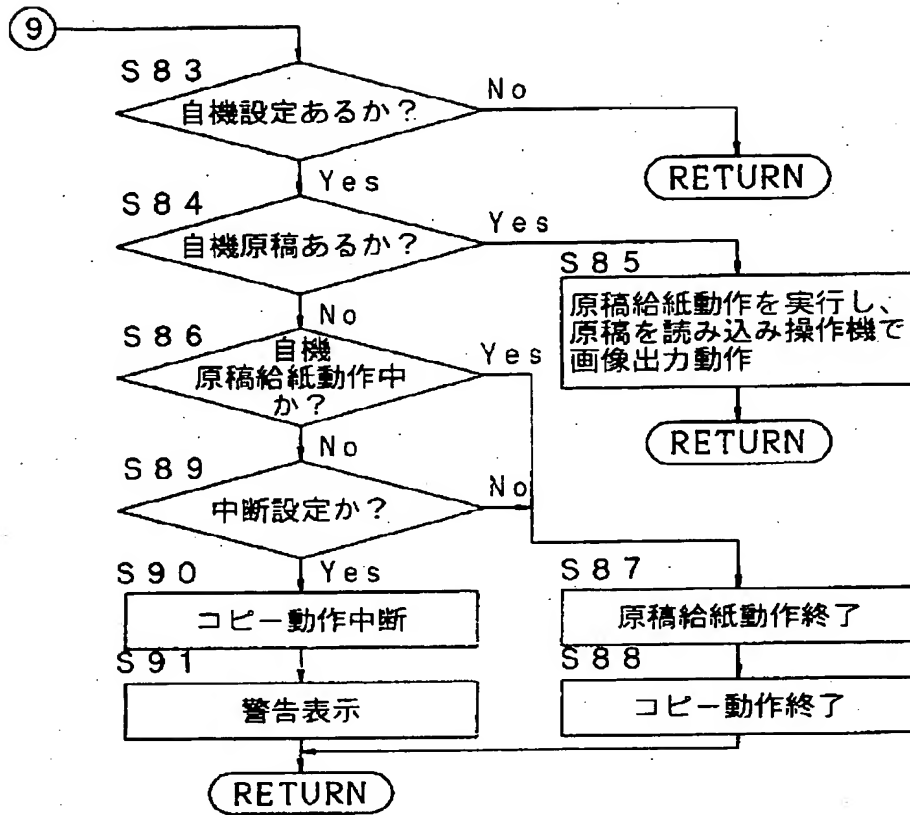 9
S83
自機設定あるか?
No
RETURN
Yes
S84
自機原稿あるか?
Yes
S85
原稿給紙動作を実行し、
原稿を読み込み操作機で
画像出力動作
RETURN
No
S86
自機
原稿給紙動作中
か?
Yes
No
S89
中断設定か?
No
Yes
S90
コピー動作中断
S87
原稿給紙動作終了
S91
警告表示
S88
コピー動作終了
RETURN